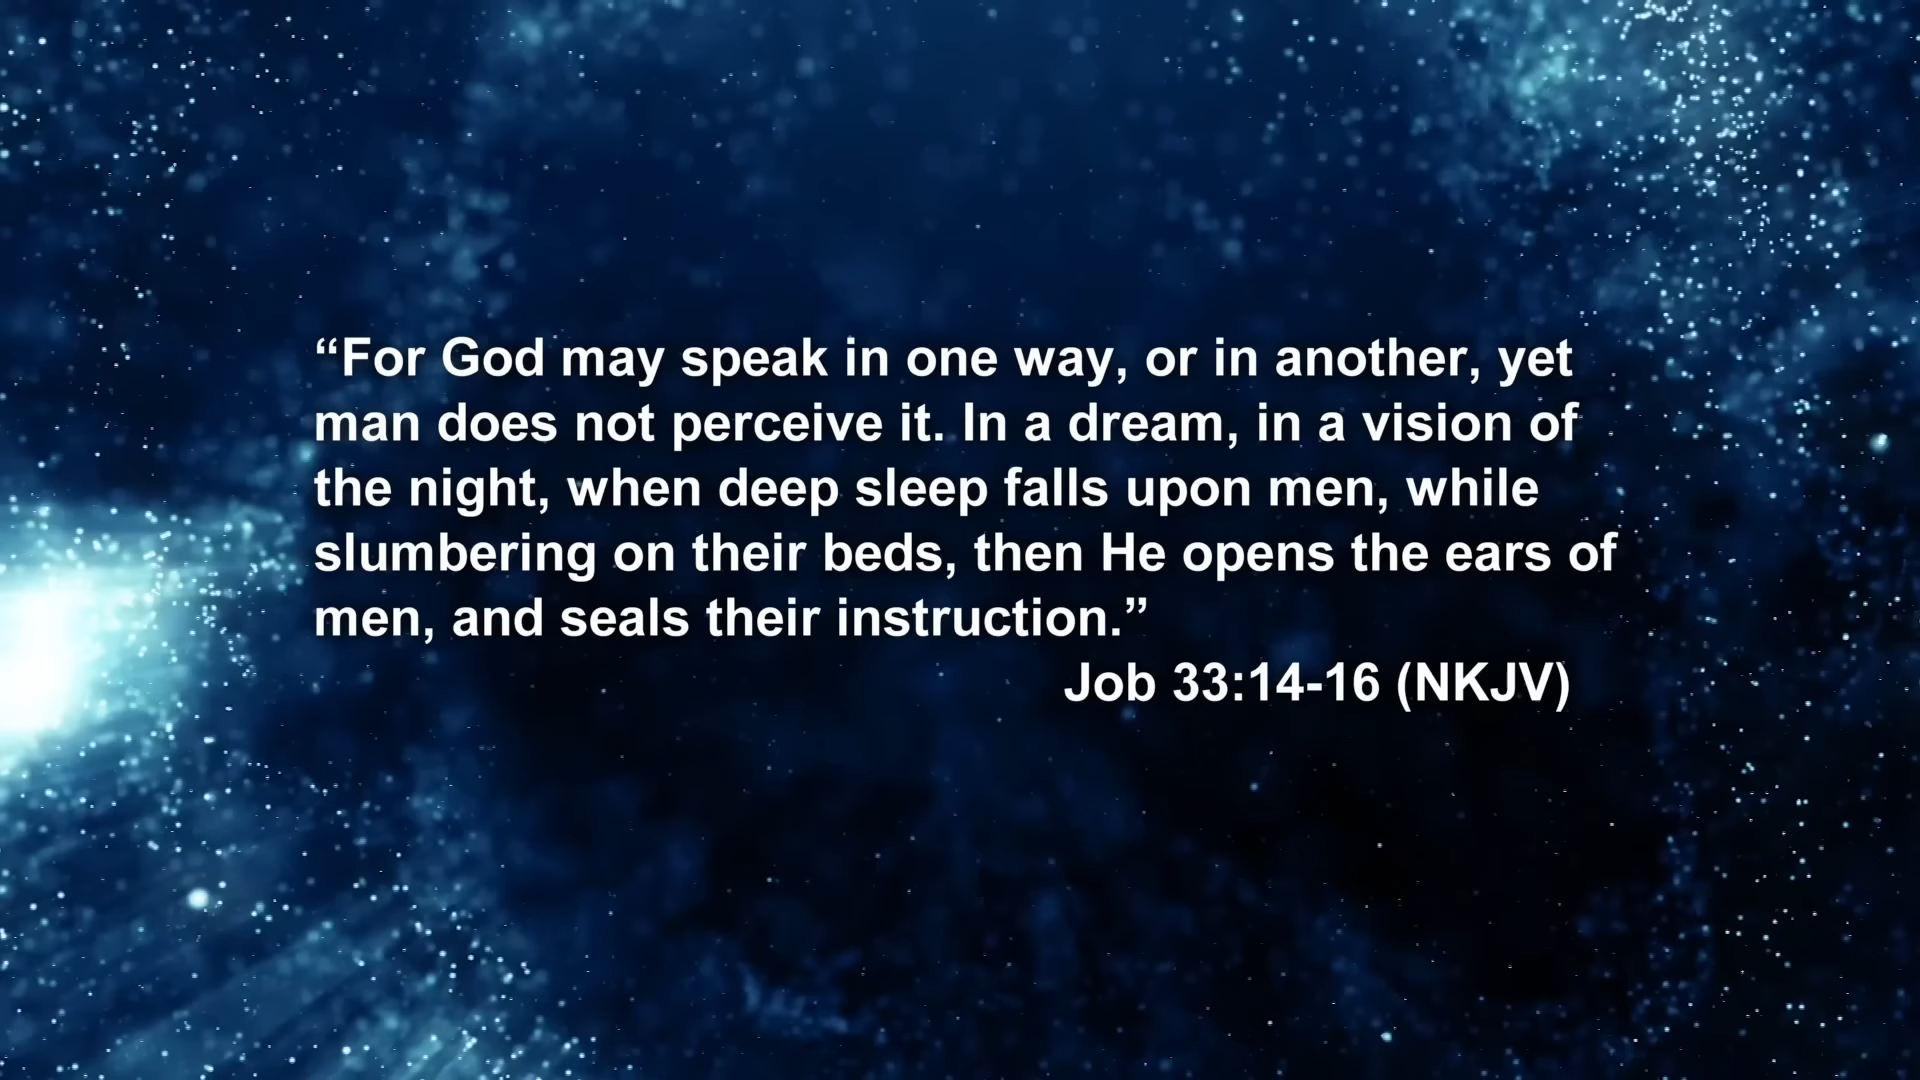 “For God may speak in one way, or in another, yet
man does not perceive it. In a dream, in a vision of
the night, when deep sleep falls upon men, while
slumbering on their beds, then He opens the ears of
men, and seals their instruction.”
Job 33:14-16 (NKJV)